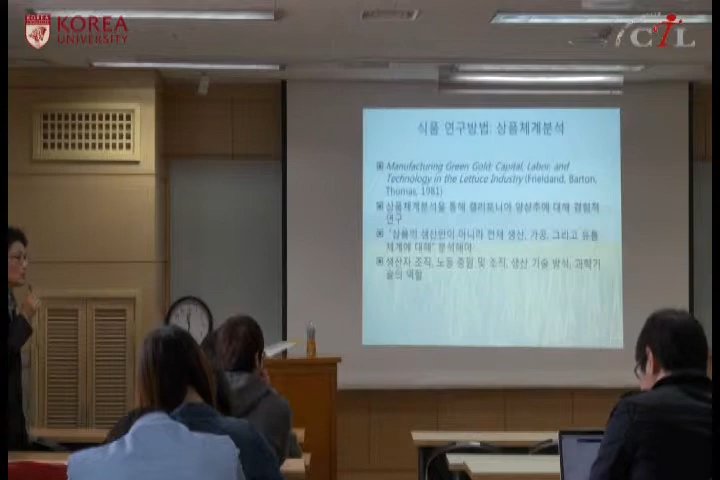 KOREA
UNIVERSITY
CTL
식품 연구방법: 상품체계분석
Manufacturing Green Gold: Capital, Labor, and
Technology in the Lettuce Industry (Frieldand, Barton,
Thomas, 1981)
상품체계분석을 통해 캘리포니아 양상추에 대해 경험적
연구
"상품의 생산만이 아니라 전체 생산, 가공, 그리고 유통
체계에 대해" 분석해야
생산자 조직, 노동 충원 및 조직, 생산 기술 방식, 과학기
술의 역할